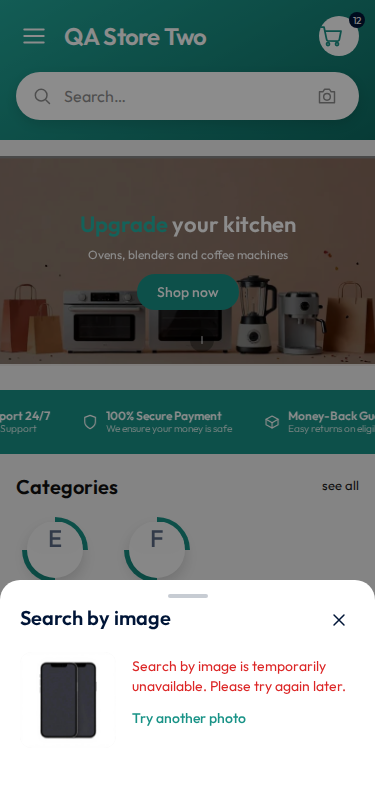 QA Store Two
12
Search...
Upgrade your kitchen
Ovens, blenders and coffee machines
Shop now
port 24/7
Support
100% Secure Payment
We ensure your money is safe
Money-Back Gu
Easy returns on eligi
Categories
see all
E
F
Search by image
Search by image is temporarily
unavailable. Please try again later.
Try another photo